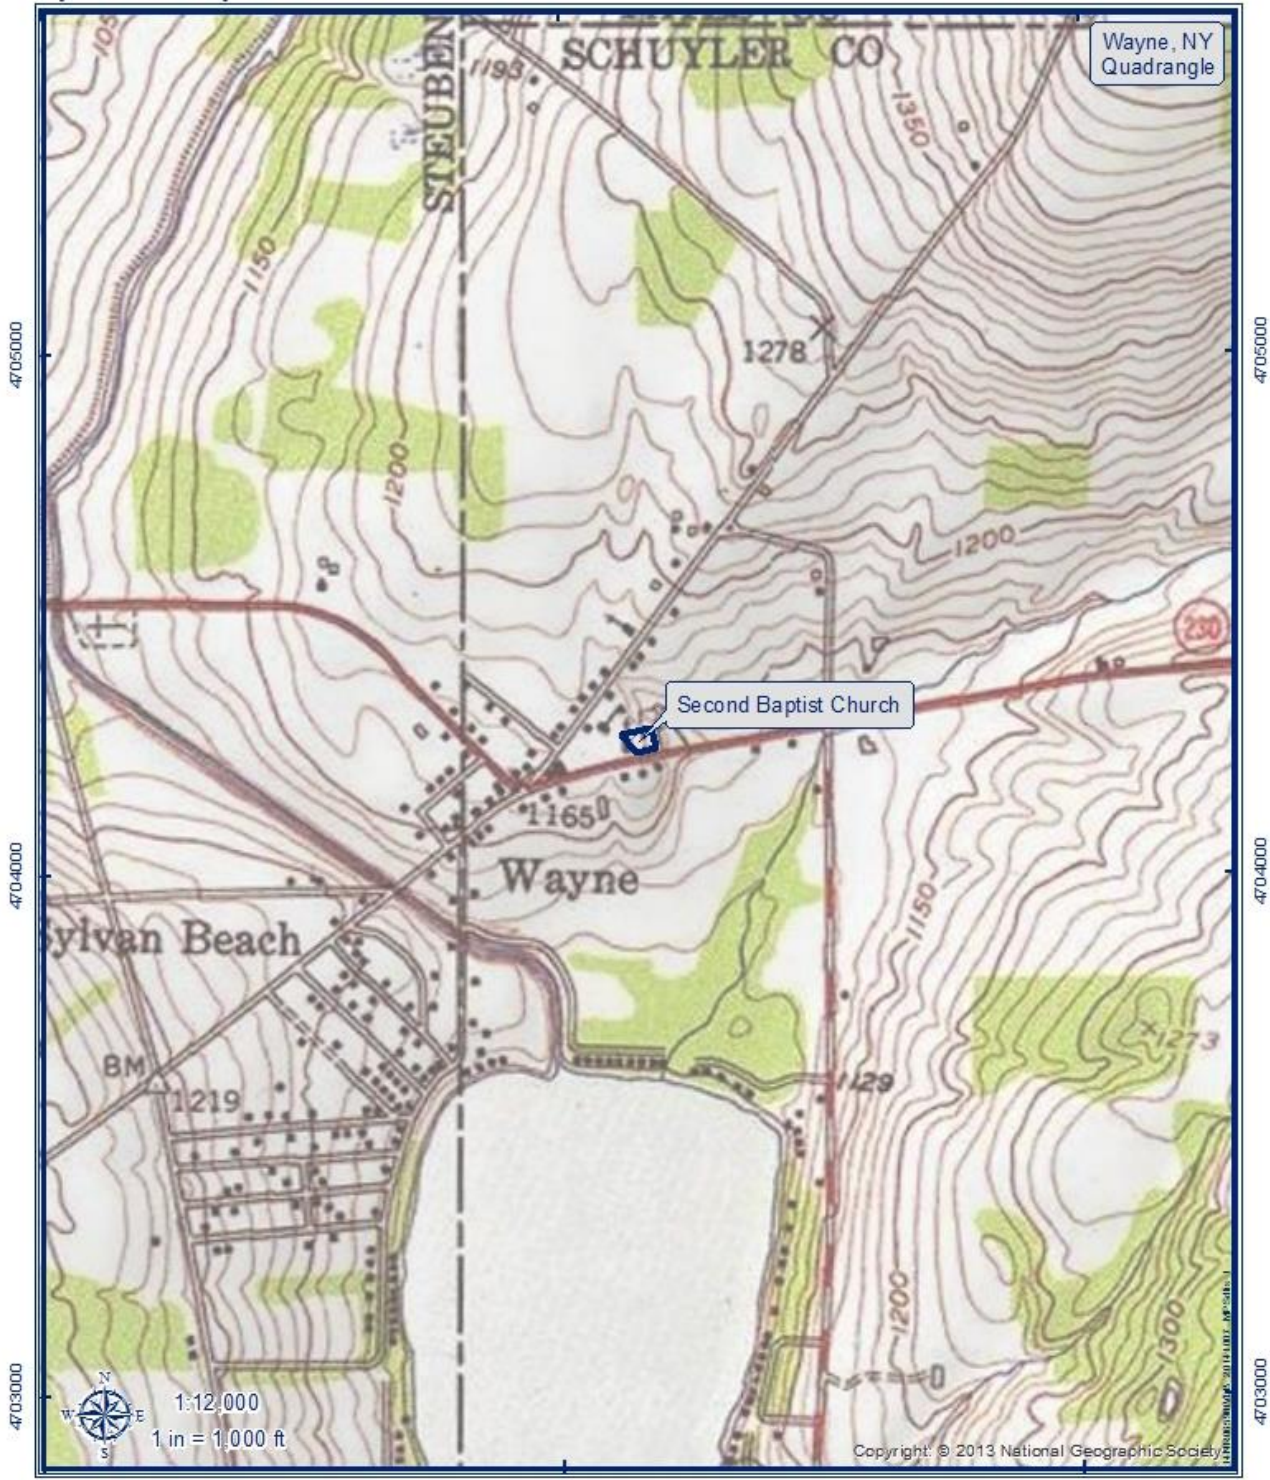 SCHUYLER CO
Wayne, NY
Quadrangle
STEUBEN
1193
1350
1150
4705000
4705000
1278
1200
1200
230
Second Baptist Church
1165
Wayne
4704000
4704000
1150
Sylvan Beach
1273
BM
1219
1129
1200
1300
N
W
E
S
1:12,000
1 in = 1,000 ft
4703000
4703000
Copyright: © 2013 National Geographic Society